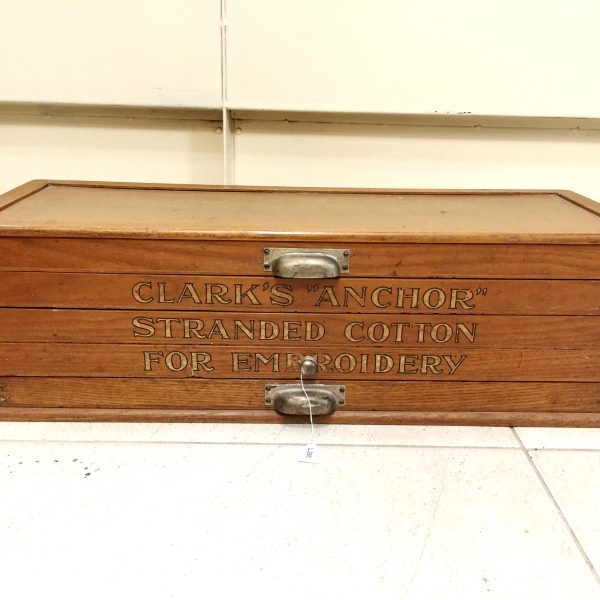 CLARK'S "ANCHOR"
STRANDED COTTON
FOR EMBROIDERY